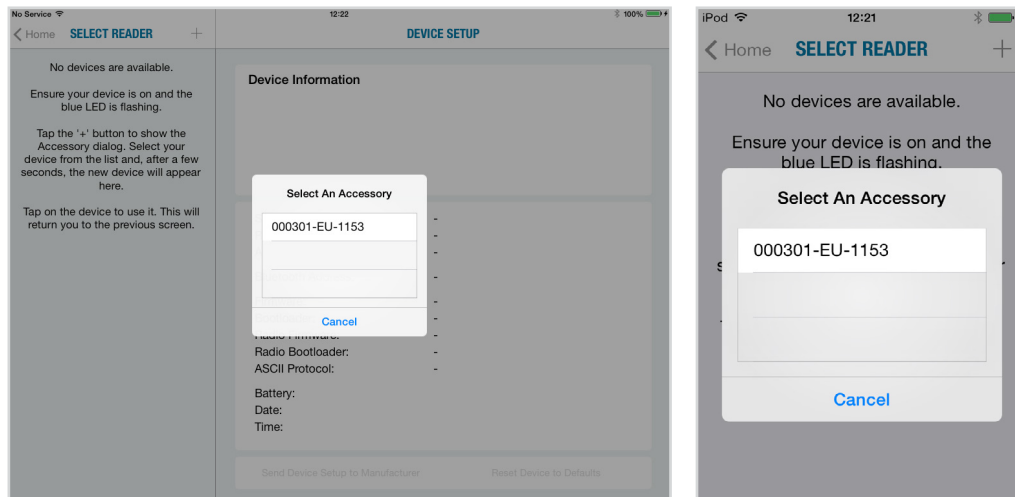 No Service
12:22
100%
Home
SELECT READER
+
DEVICE SETUP
No devices are available.
Ensure your device is on and the
blue LED is flashing.
Tap the '+' button to show the
Accessory dialog. Select your
device from the list and, after a few
seconds, the new device will appear
here.
Tap on the device to use it. This will
return you to the previous screen.
Device Information
Select An Accessory
000301-EU-1153
Cancel
-
-
-
-
-
-
Radio Firmware: -
Radio Bootloader: -
ASCII Protocol: -
Battery:
Date:
Time:
Send Device Setup to Manufacturer
Reset Device to Defaults
iPod
12:21
Home
SELECT READER
+
No devices are available.
Ensure your device is on and the
blue LED is flashing.
Select An Accessory
000301-EU-1153
Cancel